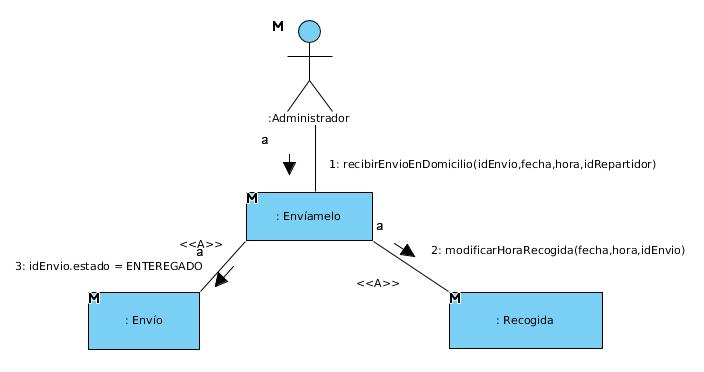 M
:Administrador
a
1: recibirEnvioEnDomicilio(idEnvio,fecha,hora,idRepartidor)
M
: Envíamelo
a
<<A>>
a
2: modificarHoraRecogida(fecha,hora,idEnvio)
3: idEnvio.estado = ENTEREGADO
<<A>>
M
: Envío
M
: Recogida